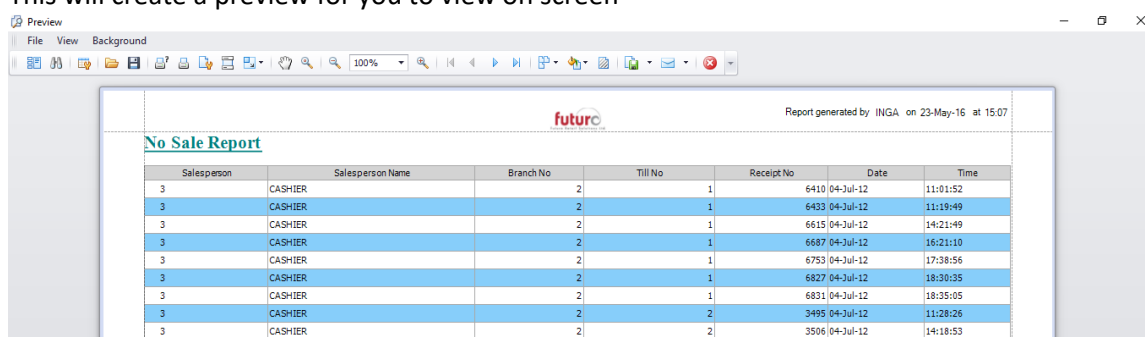 This will create a preview for you to view on screen
Preview
File View Background
100%
futuro
Report generated by INGA on 23-May-16 at 15:07
No Sale Report
Salesperson Salesperson Name Branch No Till No Receipt No Date Time
3 CASHIER 2 1 6410 04-Jul-12 11:01:52
3 CASHIER 2 1 6433 04-Jul-12 11:19:49
3 CASHIER 2 1 6615 04-Jul-12 14:21:49
3 CASHIER 2 1 6687 04-Jul-12 16:21:10
3 CASHIER 2 1 6753 04-Jul-12 17:38:56
3 CASHIER 2 1 6827 04-Jul-12 18:30:35
3 CASHIER 2 1 6831 04-Jul-12 18:35:05
3 CASHIER 2 2 3495 04-Jul-12 11:28:26
3 CASHIER 2 2 3506 04-Jul-12 14:18:53